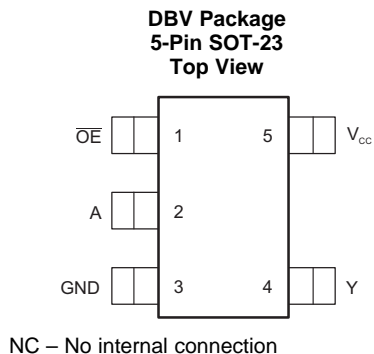 DBV Package
5-Pin SOT-23
Top View
O̅E̅ 1 5 Vcc
A 2
GND 3 4 Y
NC – No internal connection